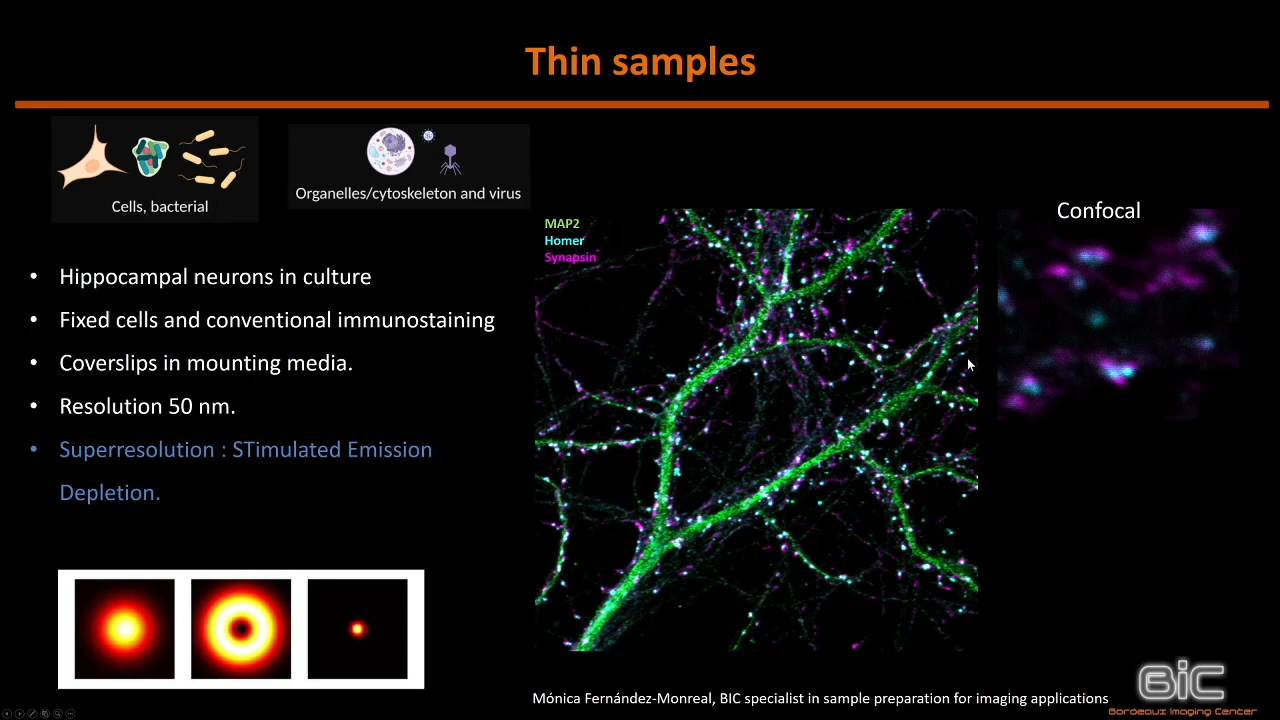 Thin samples
Cells, bacterial
Organelles/cytoskeleton and virus
MAP2
Homer
Synapsin
Confocal
• Hippocampal neurons in culture
• Fixed cells and conventional immunostaining
• Coverslips in mounting media.
• Resolution 50 nm.
• Superresolution : STimulated Emission
Depletion.
Mónica Fernández-Monreal, BIC specialist in sample preparation for imaging applications
BIC
Bordeaux Imaging Center